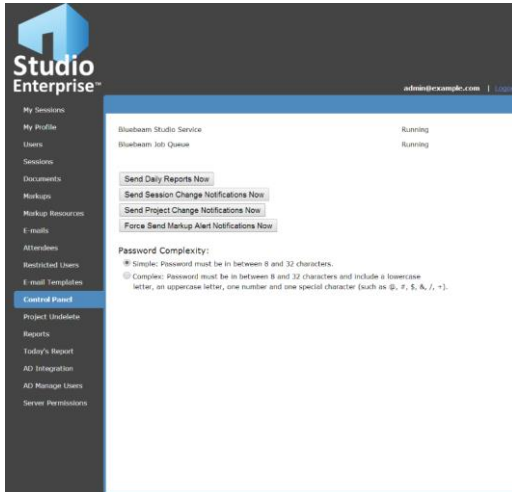 Studio
Enterprise™
admin@example.com | Logout
My Sessions
My Profile
Users
Sessions
Documents
Markups
Markup Resources
E-mails
Attendees
Restricted Users
E-mail Templates
Control Panel
Project Undelete
Reports
Today's Report
AD Integration
AD Manage Users
Server Permissions
Bluebeam Studio Service Running
Bluebeam Job Queue Running
Send Daily Reports Now
Send Session Change Notifications Now
Send Project Change Notifications Now
Force Send Markup Alert Notifications Now
Password Complexity:
Simple: Password must be in between 8 and 32 characters.
Complex: Password must be in between 8 and 32 characters and include a lowercase
letter, an uppercase letter, one number and one special character (such as @, #, $, &, /, +).